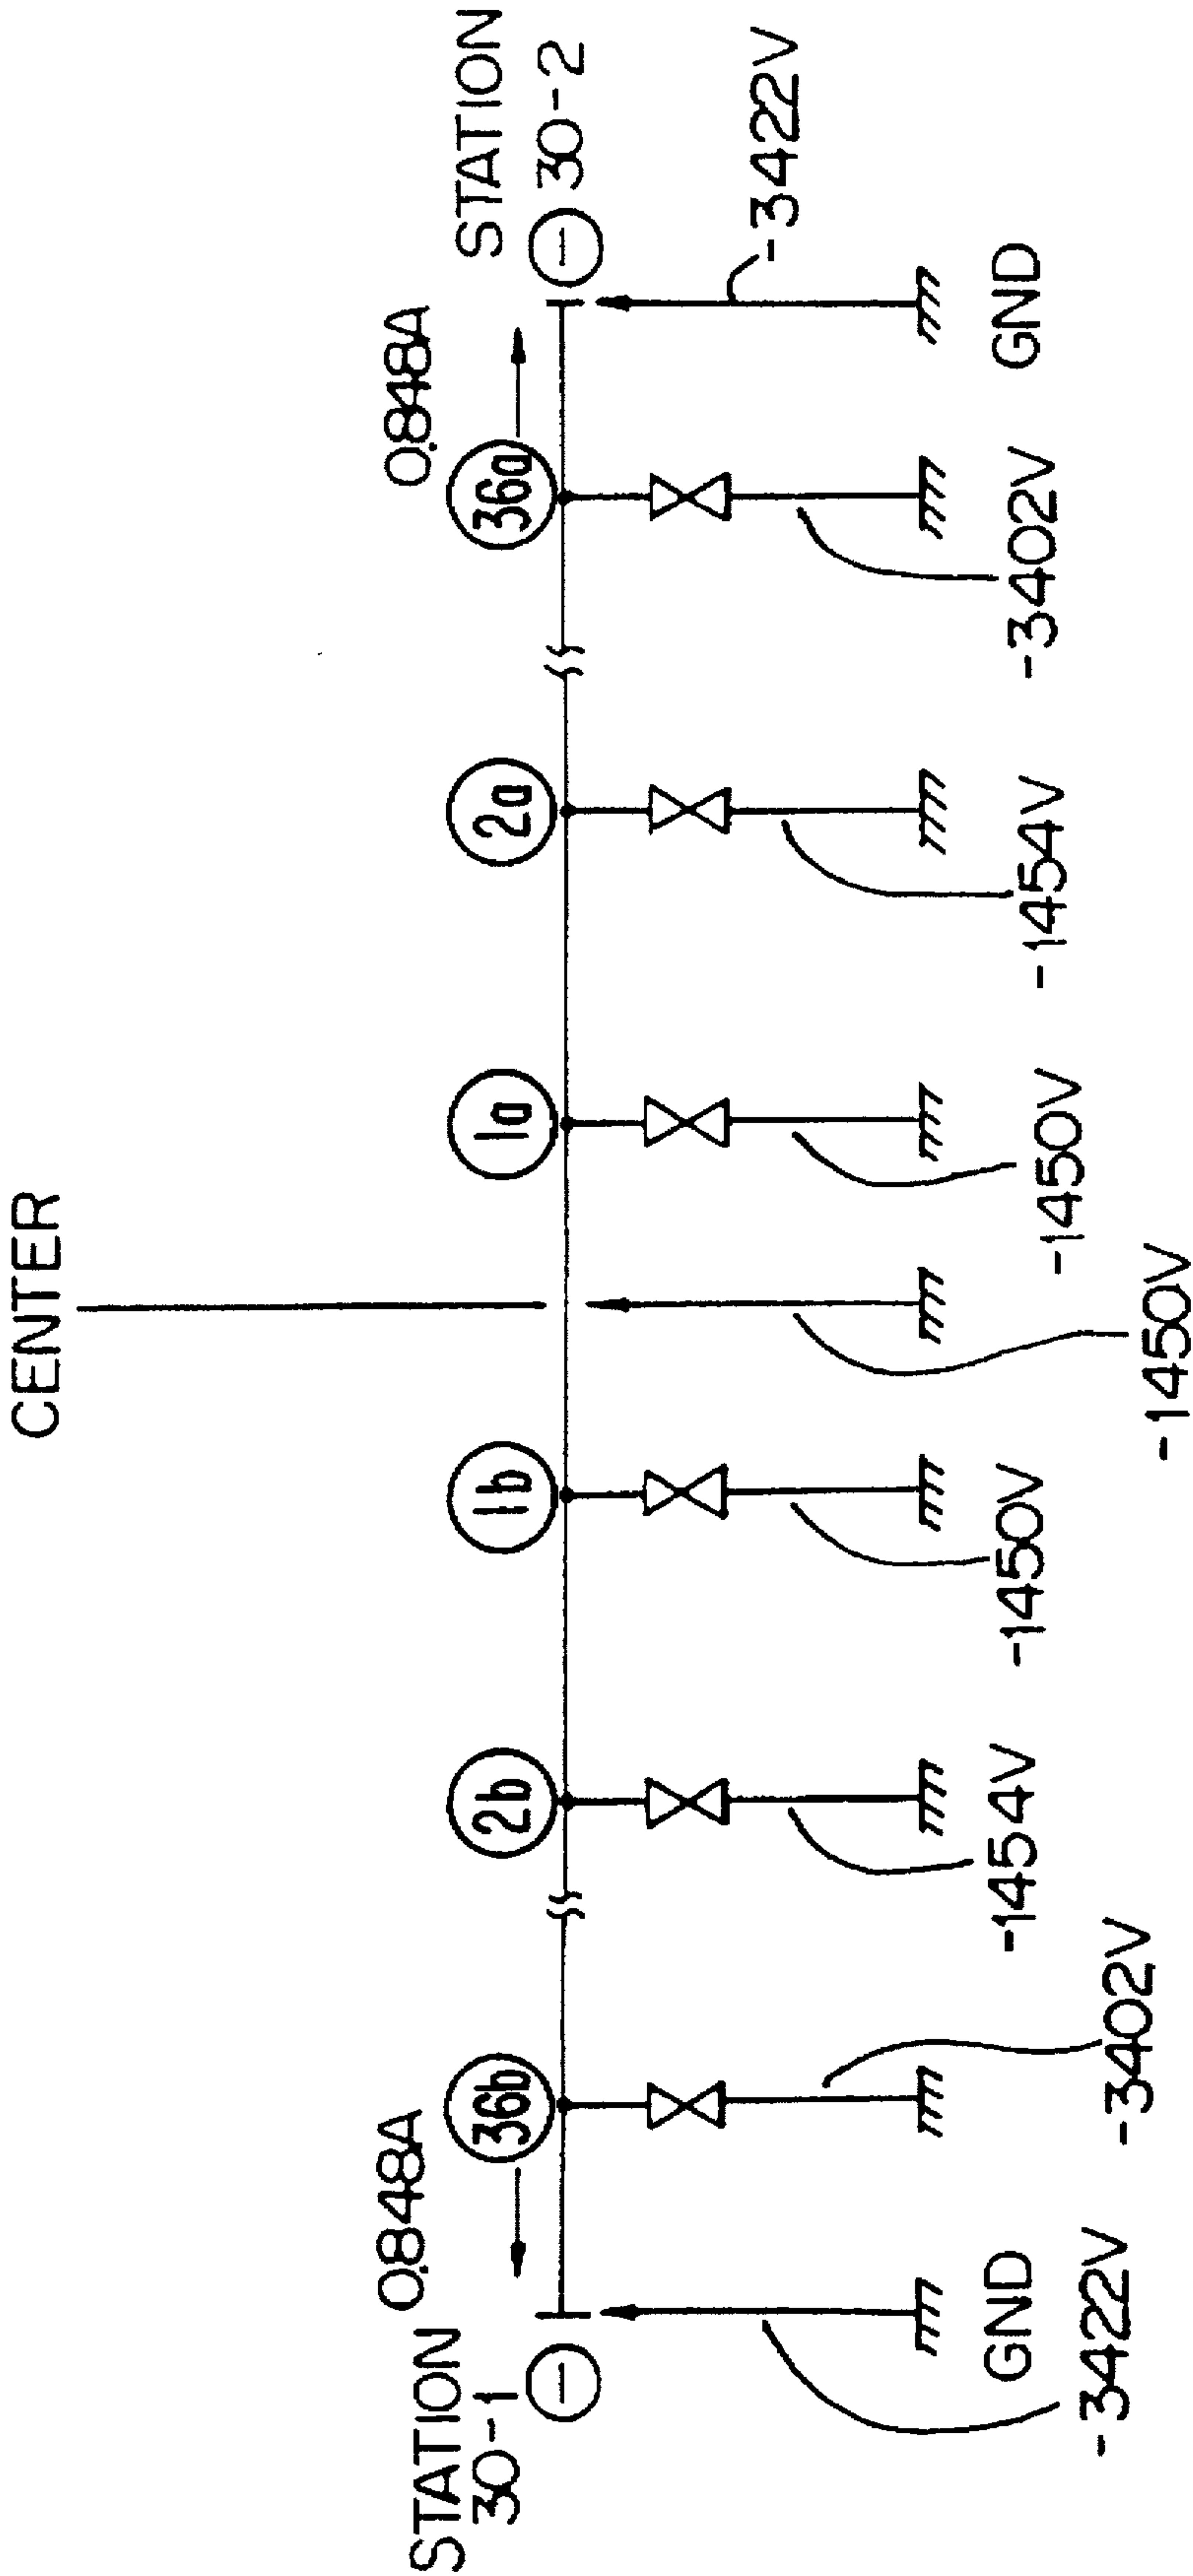 CENTER
STATION
30-1
0.848A
0.848A
STATION
30-2
36b
2b
1b
1a
2a
36a
GND
GND
-3422V
-3402V
-1454V
-1450V
-1450V
-1450V
-1454V
-3402V
-3422V